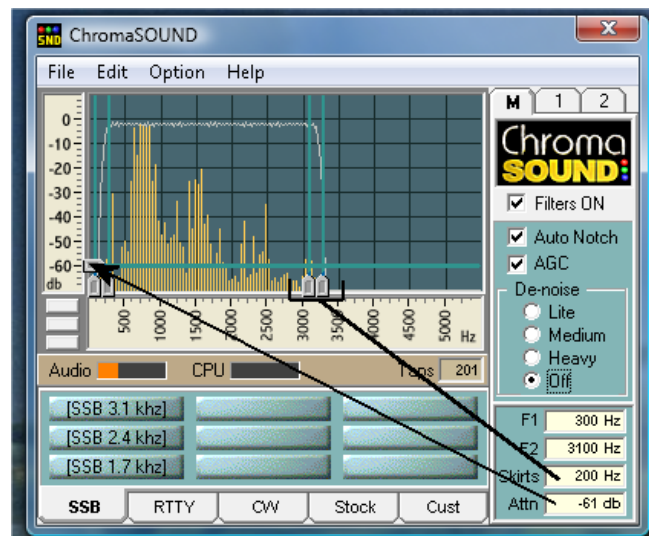 SND ChromaSOUND
File Edit Option Help
M 1 2
0
-10
-20
-30
-40
-50
-60
db
Chroma
SOUND
Filters ON
Auto Notch
AGC
De-noise
Lite
Medium
Heavy
Off
500 1000 1500 2000 2500 3000 3500 4000 4500 5000 Hz
Audio CPU Taps 201
[SSB 3.1 khz]
[SSB 2.4 khz]
[SSB 1.7 khz]
F1 300 Hz
F2 3100 Hz
Skirts 200 Hz
Attn -61 db
SSB RTTY CW Stock Cust